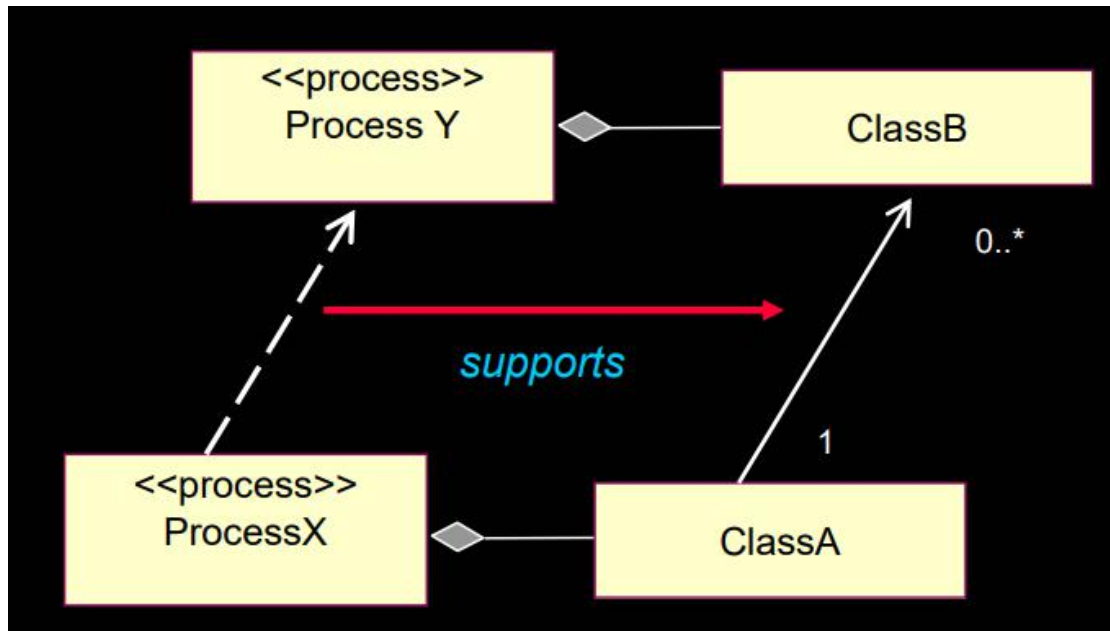 <<process>>
Process Y
ClassB
0..*
supports
1
<<process>>
ProcessX
ClassA